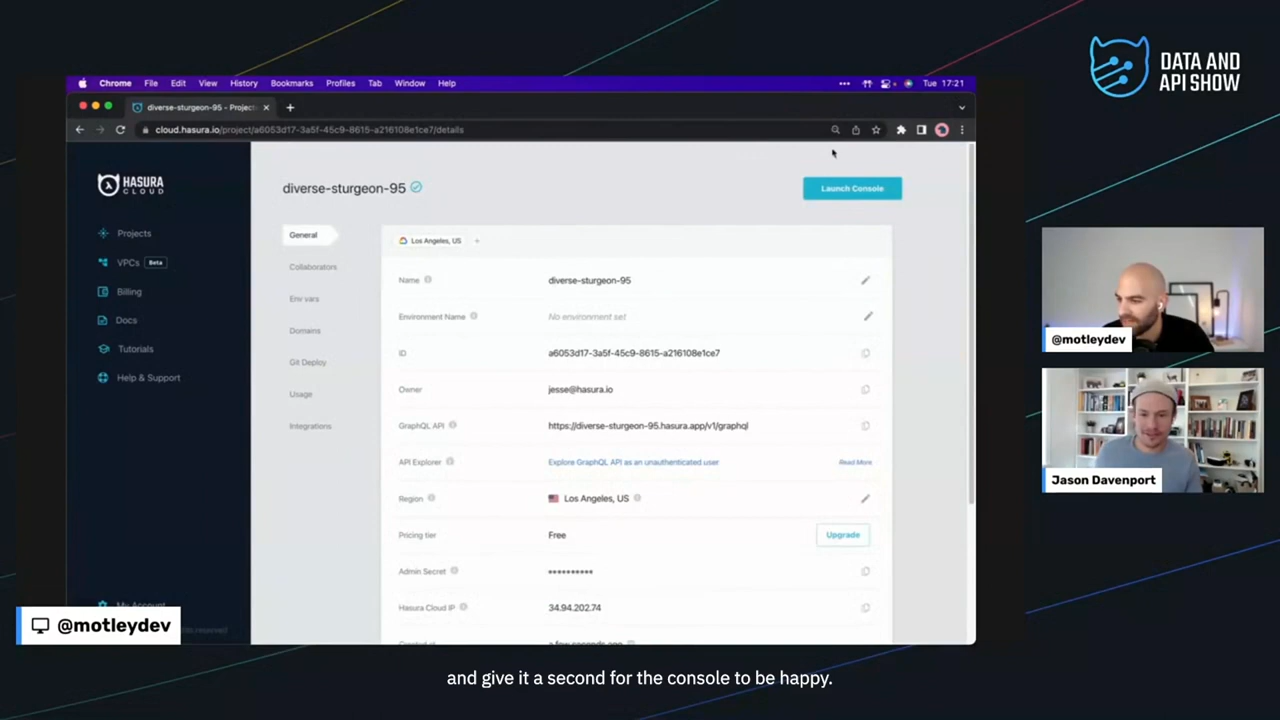 DATA AND
API SHOW
Chrome File Edit View History Bookmarks Profiles Tab Window Help
Tue 17:21
diverse-sturgeon-95 - Project
cloud.hasura.io/project/a6053d17-3a5f-45c9-8615-a216108e1ce7/details
HASURA
CLOUD
Projects
VPCs Beta
Billing
Docs
Tutorials
Help & Support
My Account
diverse-sturgeon-95
Launch Console
General
Collaborators
Env vars
Domains
Git Deploy
Usage
Integrations
Los Angeles, US +
Name diverse-sturgeon-95
Environment Name No environment set
ID a6053d17-3a5f-45c9-8615-a216108e1ce7
Owner jesse@hasura.io
GraphQL API https://diverse-sturgeon-95.hasura.app/v1/graphql
API Explorer Explore GraphQL API as an unauthenticated user Read More
Region Los Angeles, US
Pricing tier Free Upgrade
Admin Secret **********
Hasura Cloud IP 34.94.202.74
a few seconds ago
@motleydev
Jason Davenport
@motleydev
and give it a second for the console to be happy.